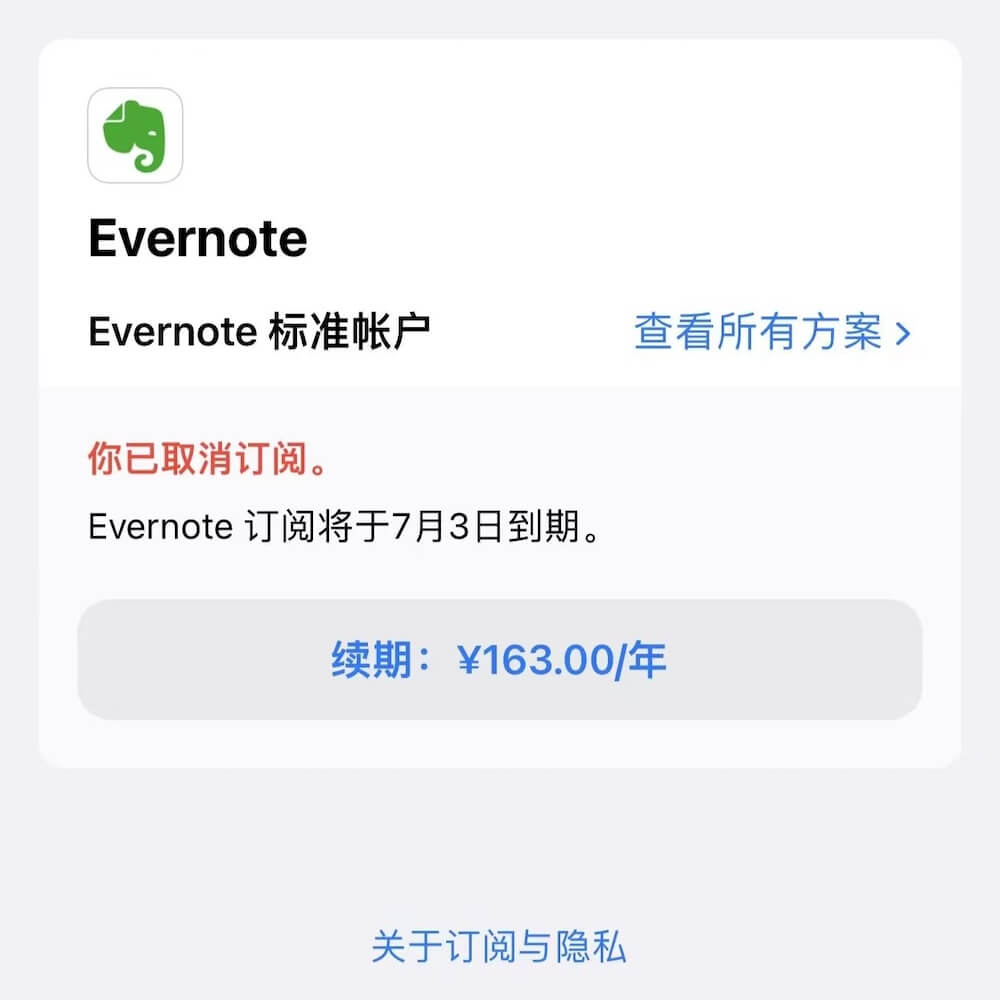 Evernote
Evernote 标准帐户
查看所有方案 >
你已取消订阅。
Evernote 订阅将于7月3日到期。
续期：¥163.00/年
关于订阅与隐私